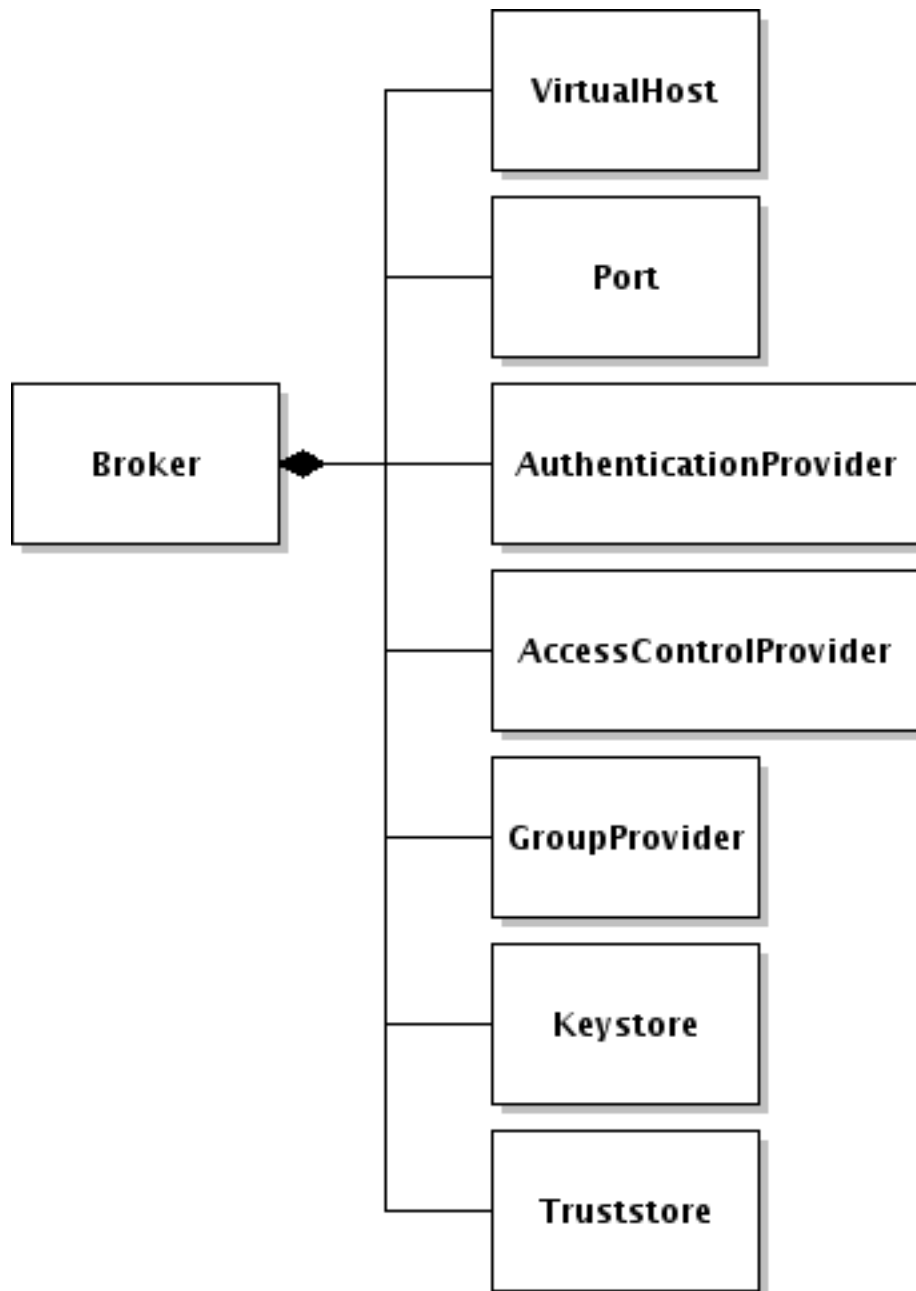 VirtualHost
Port
Broker
AuthenticationProvider
AccessControlProvider
GroupProvider
Keystore
Truststore